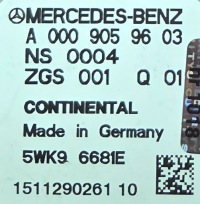 MERCEDES-BENZ
A 000 905 96 03
NS 0004
ZGS 001 Q 01
CONTINENTAL
Made in Germany
5WK9 6681E
1511290261 10